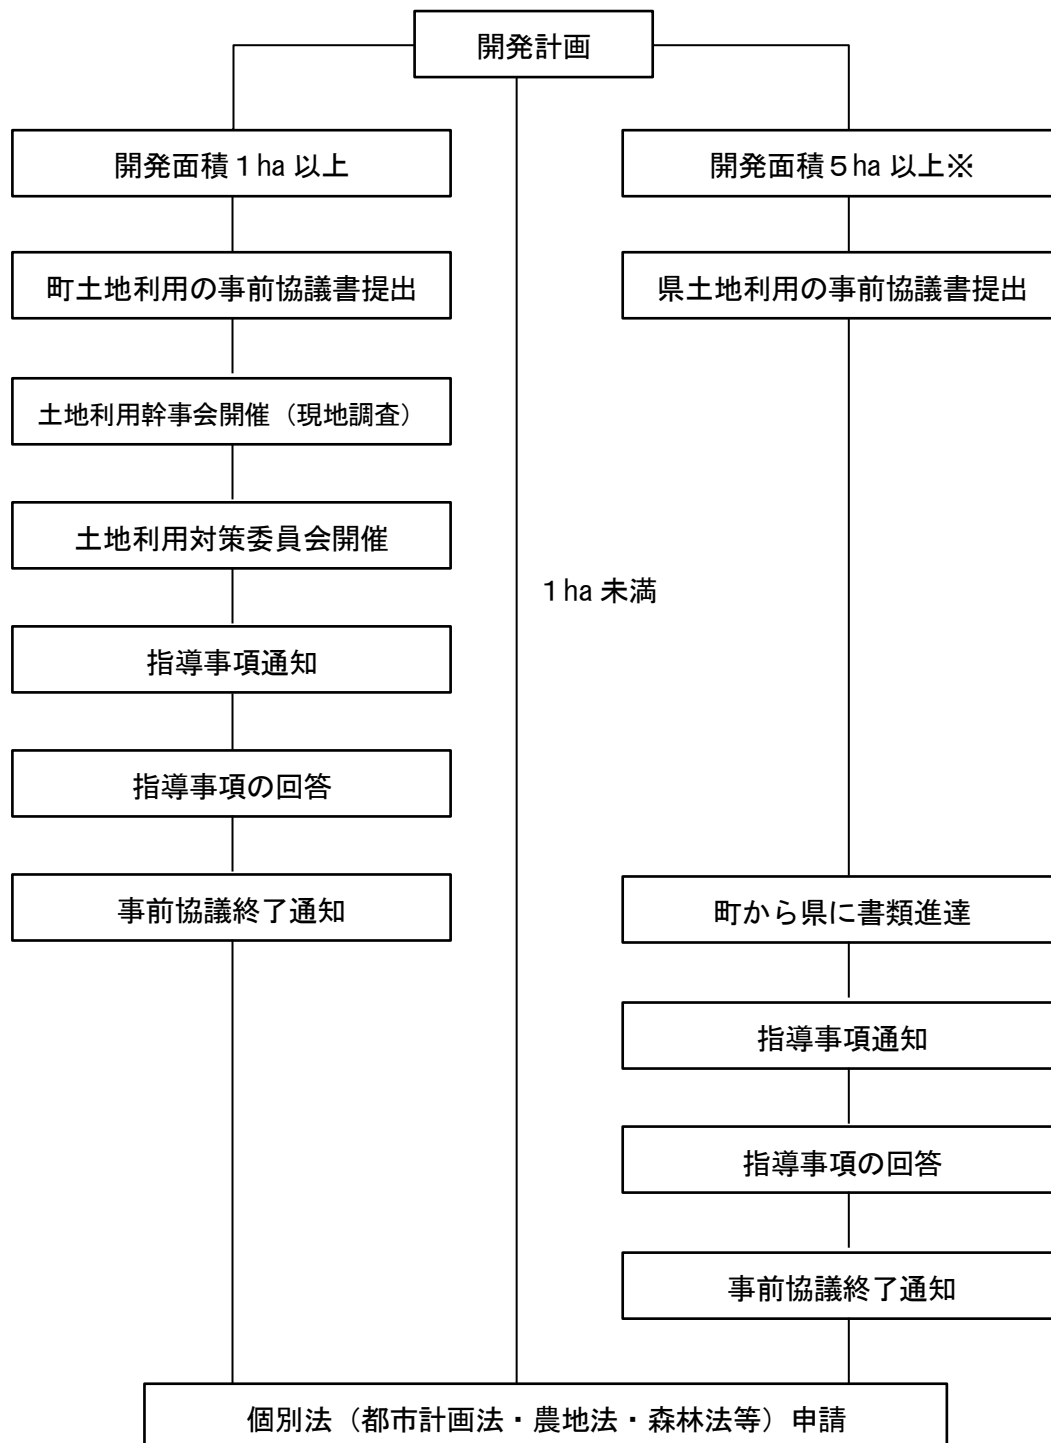 開発計画
開発面積１ha 以上
町土地利用の事前協議書提出
土地利用幹事会開催（現地調査）
土地利用対策委員会開催
指導事項通知
指導事項の回答
事前協議終了通知
１ha 未満
開発面積５ha 以上※
県土地利用の事前協議書提出
町から県に書類進達
指導事項通知
指導事項の回答
事前協議終了通知
個別法（都市計画法・農地法・森林法等）申請